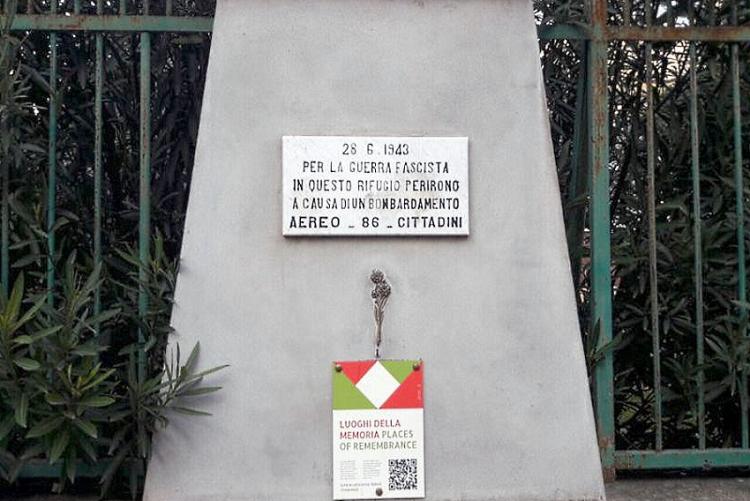 28 6 1943
PER LA GUERRA FASCISTA
IN QUESTO RIFUGIO PERIRONO
A CAUSA DI UN BOMBARDAMENTO
AEREO - 86 - CITTADINI
LUOGHI DELLA
MEMORIA PLACES
OF REMEMBRANCE